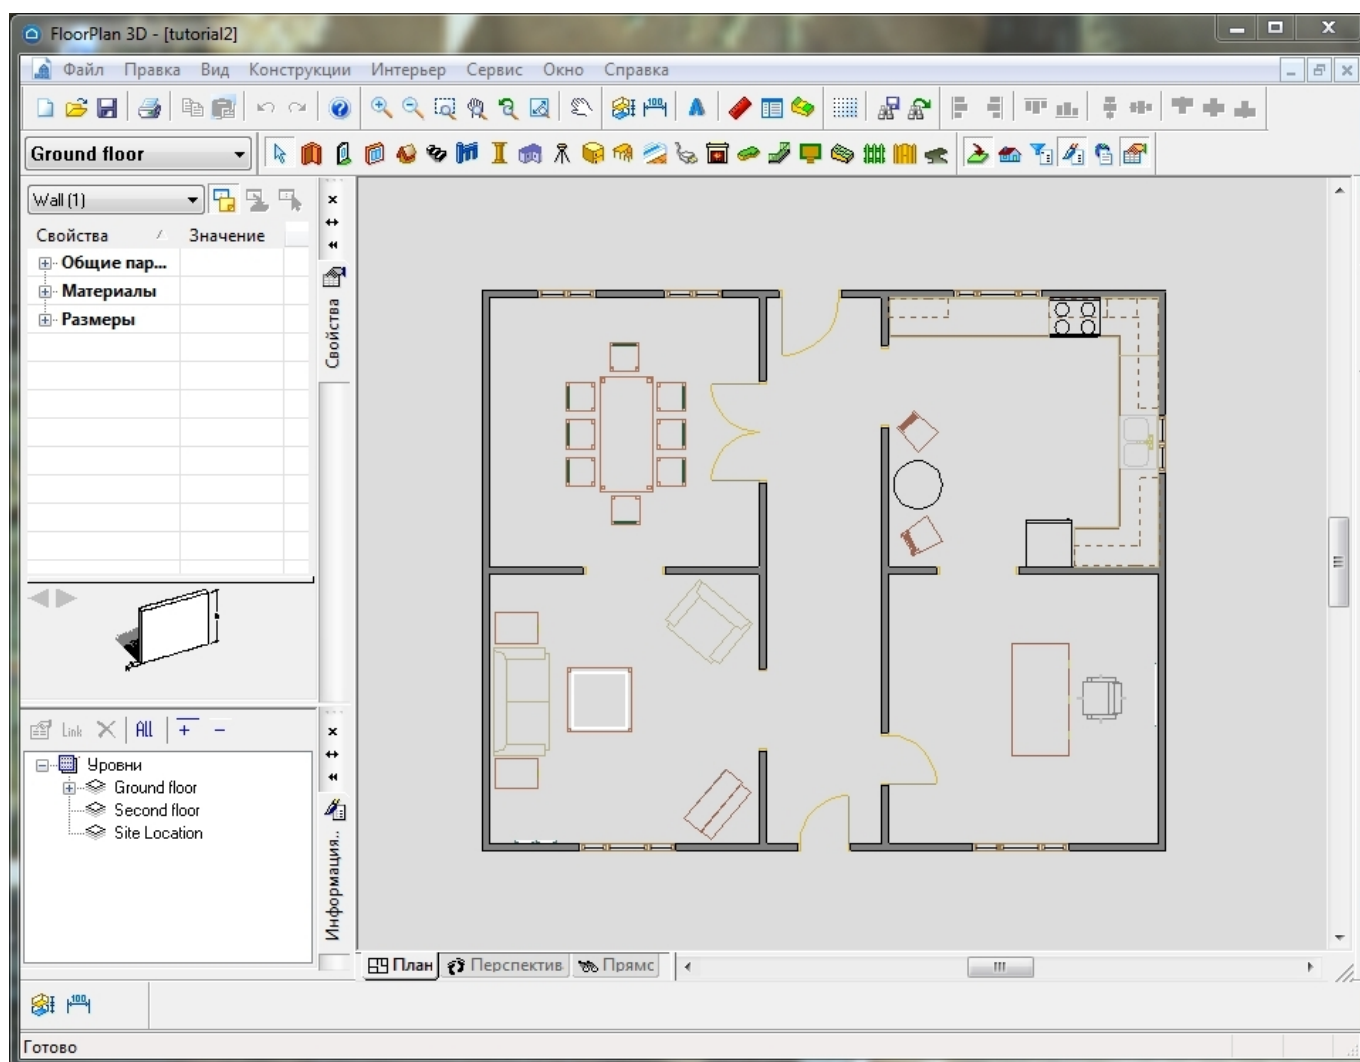 FloorPlan 3D - [tutorial2]
Файл Правка Вид Конструкции Интерьер Сервис Окно Справка
Ground floor
Wall (1)
Свойства Значение
Общие пар...
Материалы
Размеры
Свойства
Link All
Уровни
Ground floor
Second floor
Site Location
Информация..
План Перспектив Прямс
100
Готово